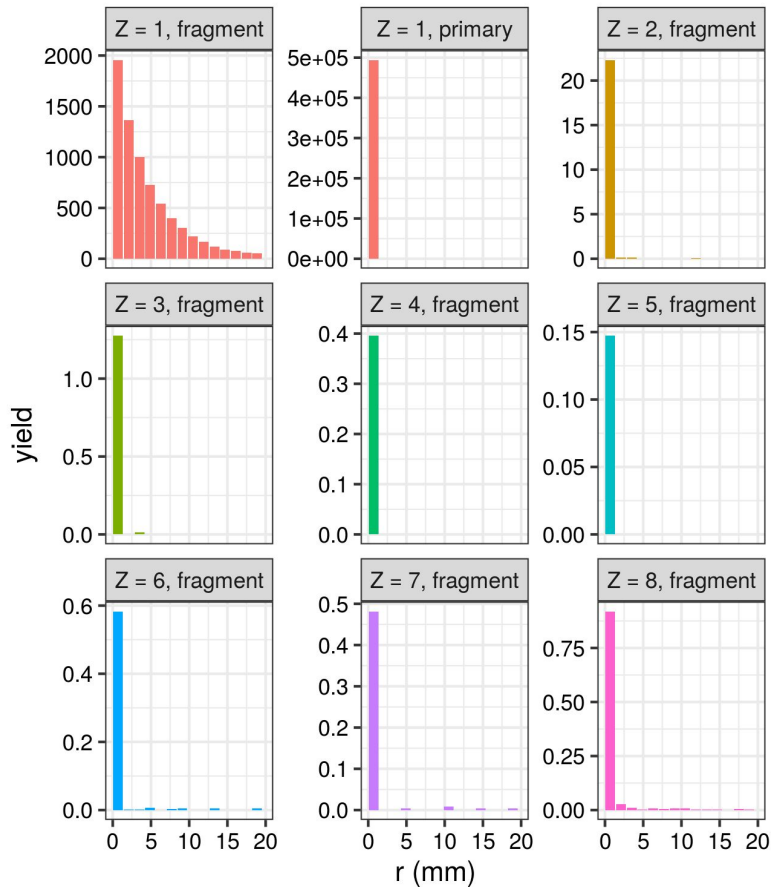 Z = 1, fragment
Z = 1, primary
Z = 2, fragment
2000
1500
1000
500
0
5e+05
4e+05
3e+05
2e+05
1e+05
0e+00
20
15
10
5
0
Z = 3, fragment
Z = 4, fragment
Z = 5, fragment
yield
1.0
0.5
0.0
0.4
0.3
0.2
0.1
0.0
0.15
0.10
0.05
0.00
Z = 6, fragment
Z = 7, fragment
Z = 8, fragment
0.6
0.4
0.2
0.0
0.5
0.4
0.3
0.2
0.1
0.0
0.75
0.50
0.25
0.00
0 5 10 15 20
0 5 10 15 20
0 5 10 15 20
r (mm)